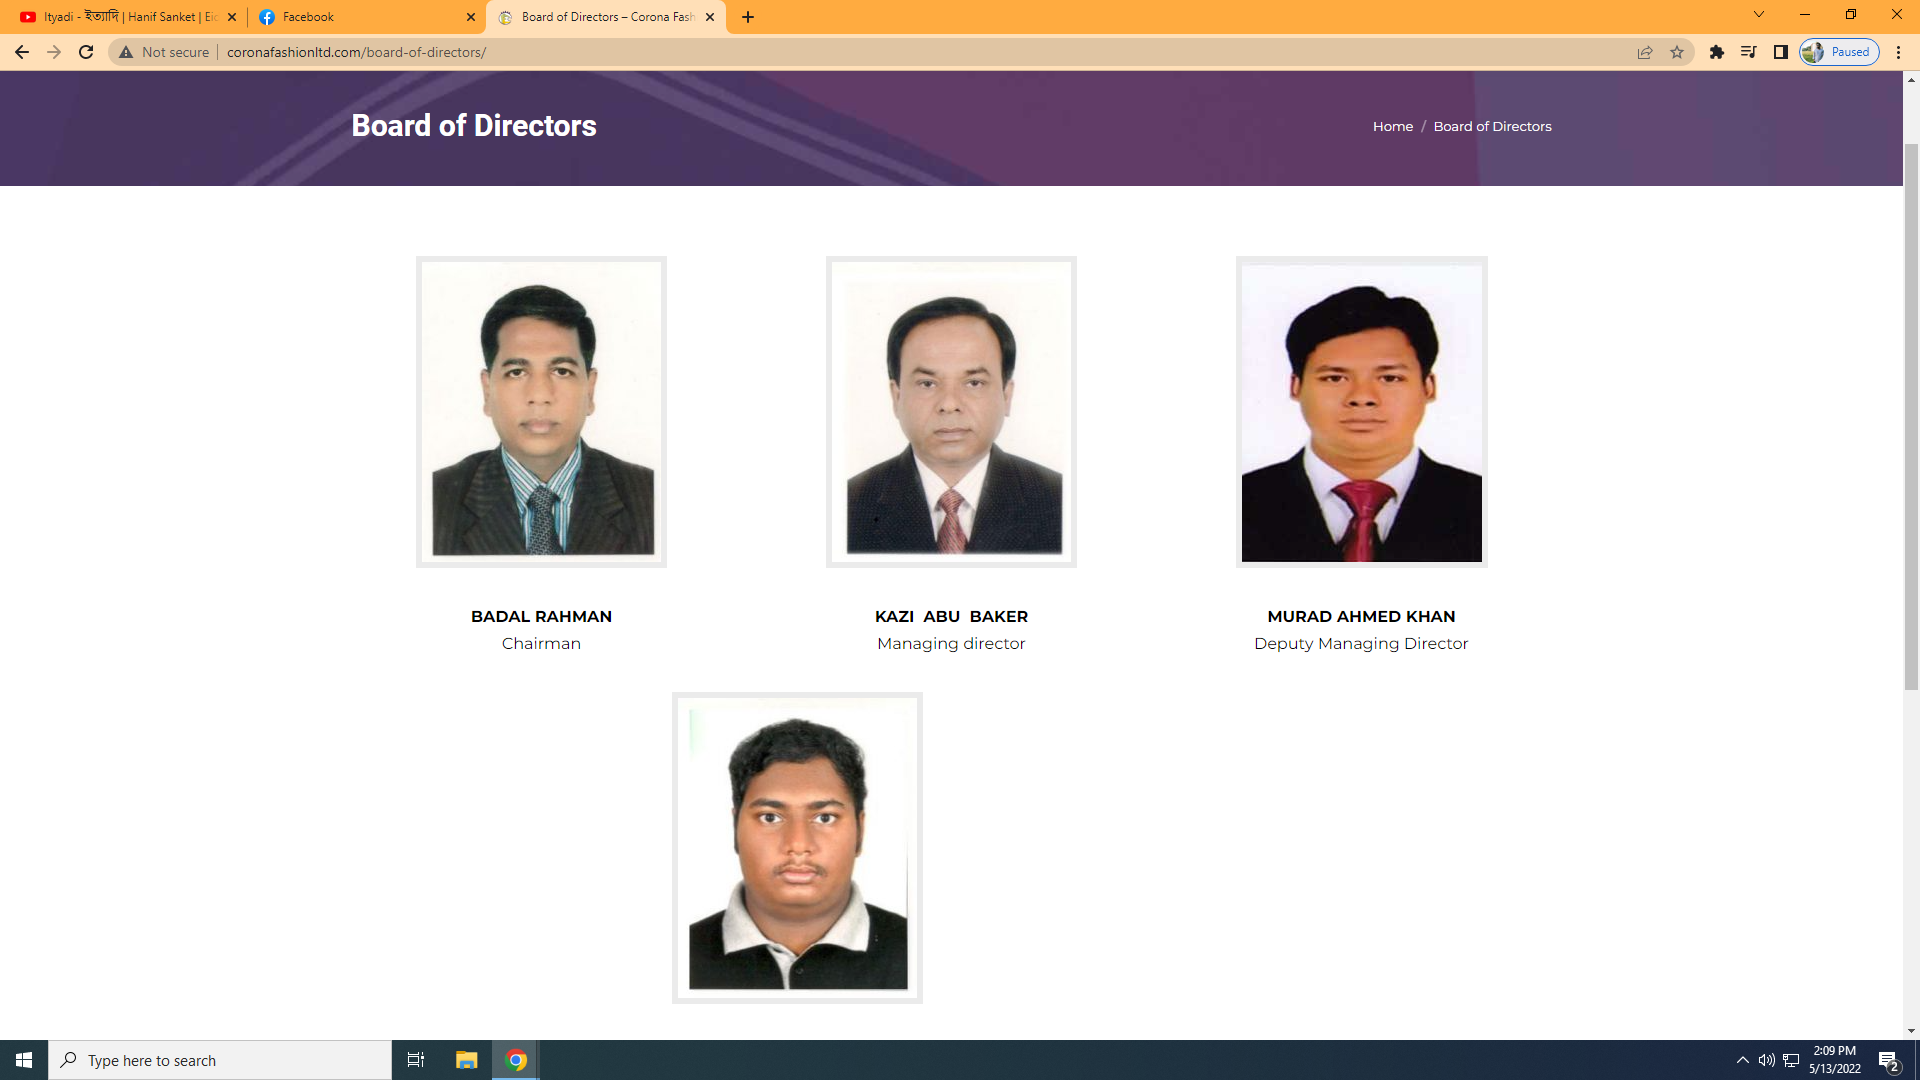 Ityadi - ইত্যাদি | Hanif Sanket |
Facebook
Board of Directors – Corona Fash
Not secure
coronafashionltd.com/board-of-directors/
Paused
Board of Directors
Home / Board of Directors
BADAL RAHMAN
KAZI ABU BAKER
MURAD AHMED KHAN
Chairman
Managing director
Deputy Managing Director
Type here to search
2:09 PM
5/13/2022
2